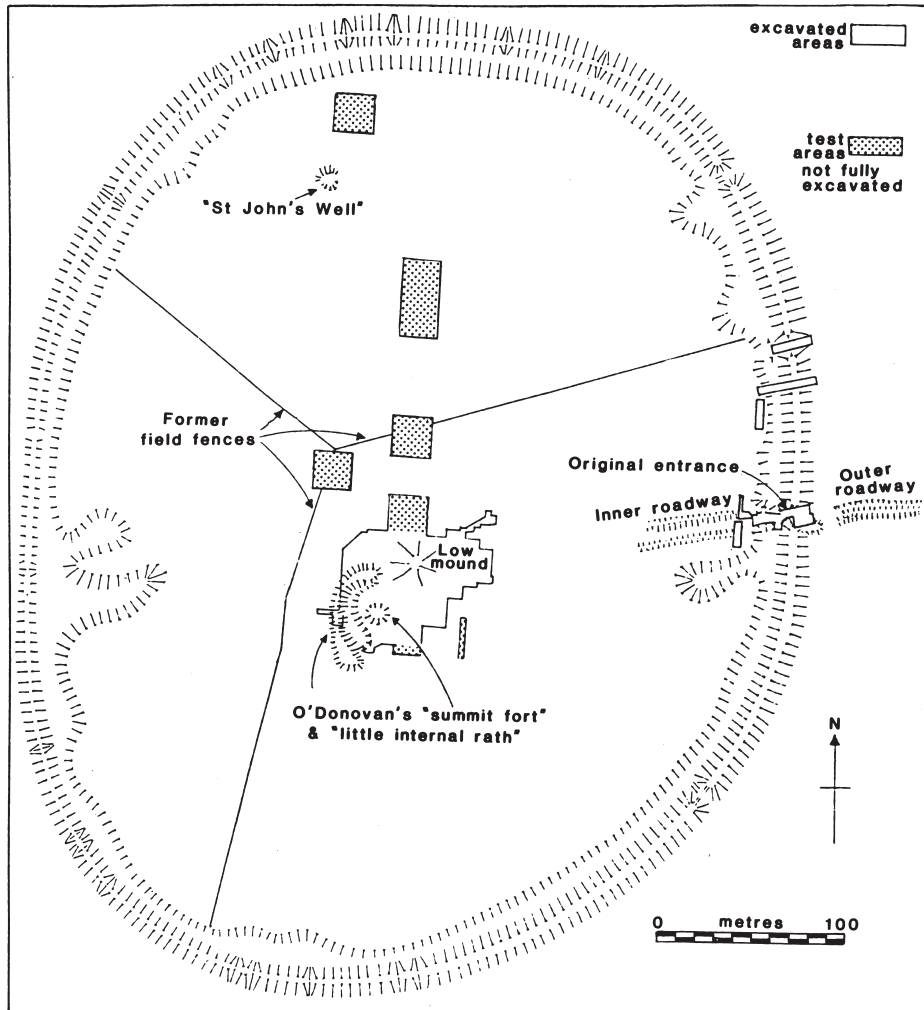 excavated
areas
test
areas
not fully
excavated
"St John's Well"
Former
field fences
Original entrance
Outer
roadway
Inner roadway
Low
mound
O'Donovan's "summit fort"
& "little internal rath"
N
0 metres 100